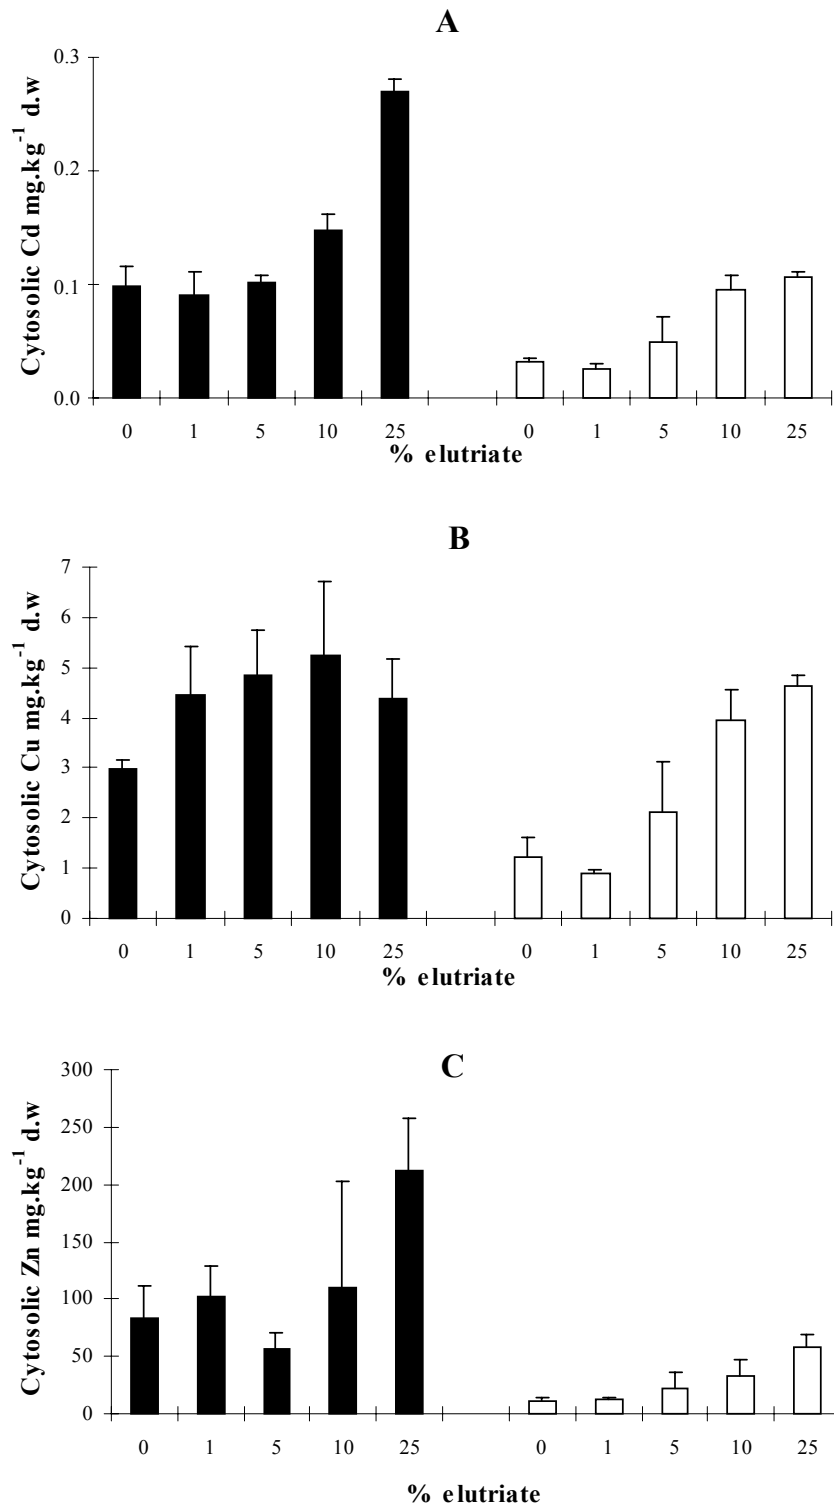 A
Cytosolic Cd mg.kg⁻¹ d.w
0.3
0.2
0.1
0.0
0 1 5 10 25 0 1 5 10 25
% elutriate
B
Cytosolic Cu mg.kg⁻¹ d.w
7
6
5
4
3
2
1
0
0 1 5 10 25 0 1 5 10 25
% elutriate
C
Cytosolic Zn mg.kg⁻¹ d.w
300
250
200
150
100
50
0
0 1 5 10 25 0 1 5 10 25
% elutriate